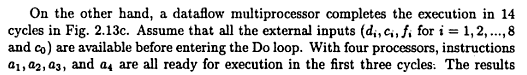 On the other hand, a dataflow multiprocessor completes the execution in 14
cycles in Fig. 2.13c. Assume that all the external inputs (dᵢ, eᵢ, fᵢ for i = 1, 2, ..., 8
and c₀) are available before entering the Do loop. With four processors, instructions
a₁, a₂, a₃, and a₄ are all ready for execution in the first three cycles. The results